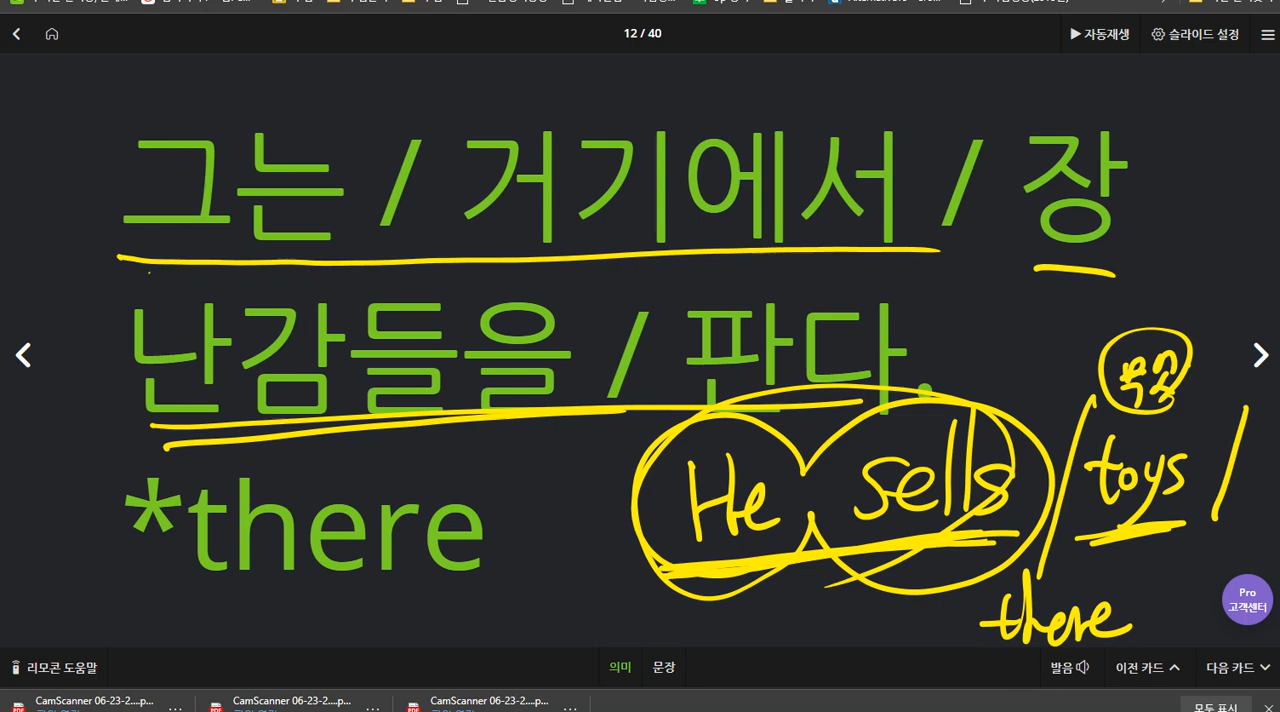 12 / 40
▶ 자동재생
슬라이드 설정
그는 / 거기에서 / 장
난감들을 / 판다.
*there
He sells / toys /
there
Pro
고객센터
리모콘 도움말
의미
문장
발음
이전 카드
다음 카드
CamScanner 06-23-2....p...
CamScanner 06-23-2....p...
CamScanner 06-23-2....p...
모두 표시